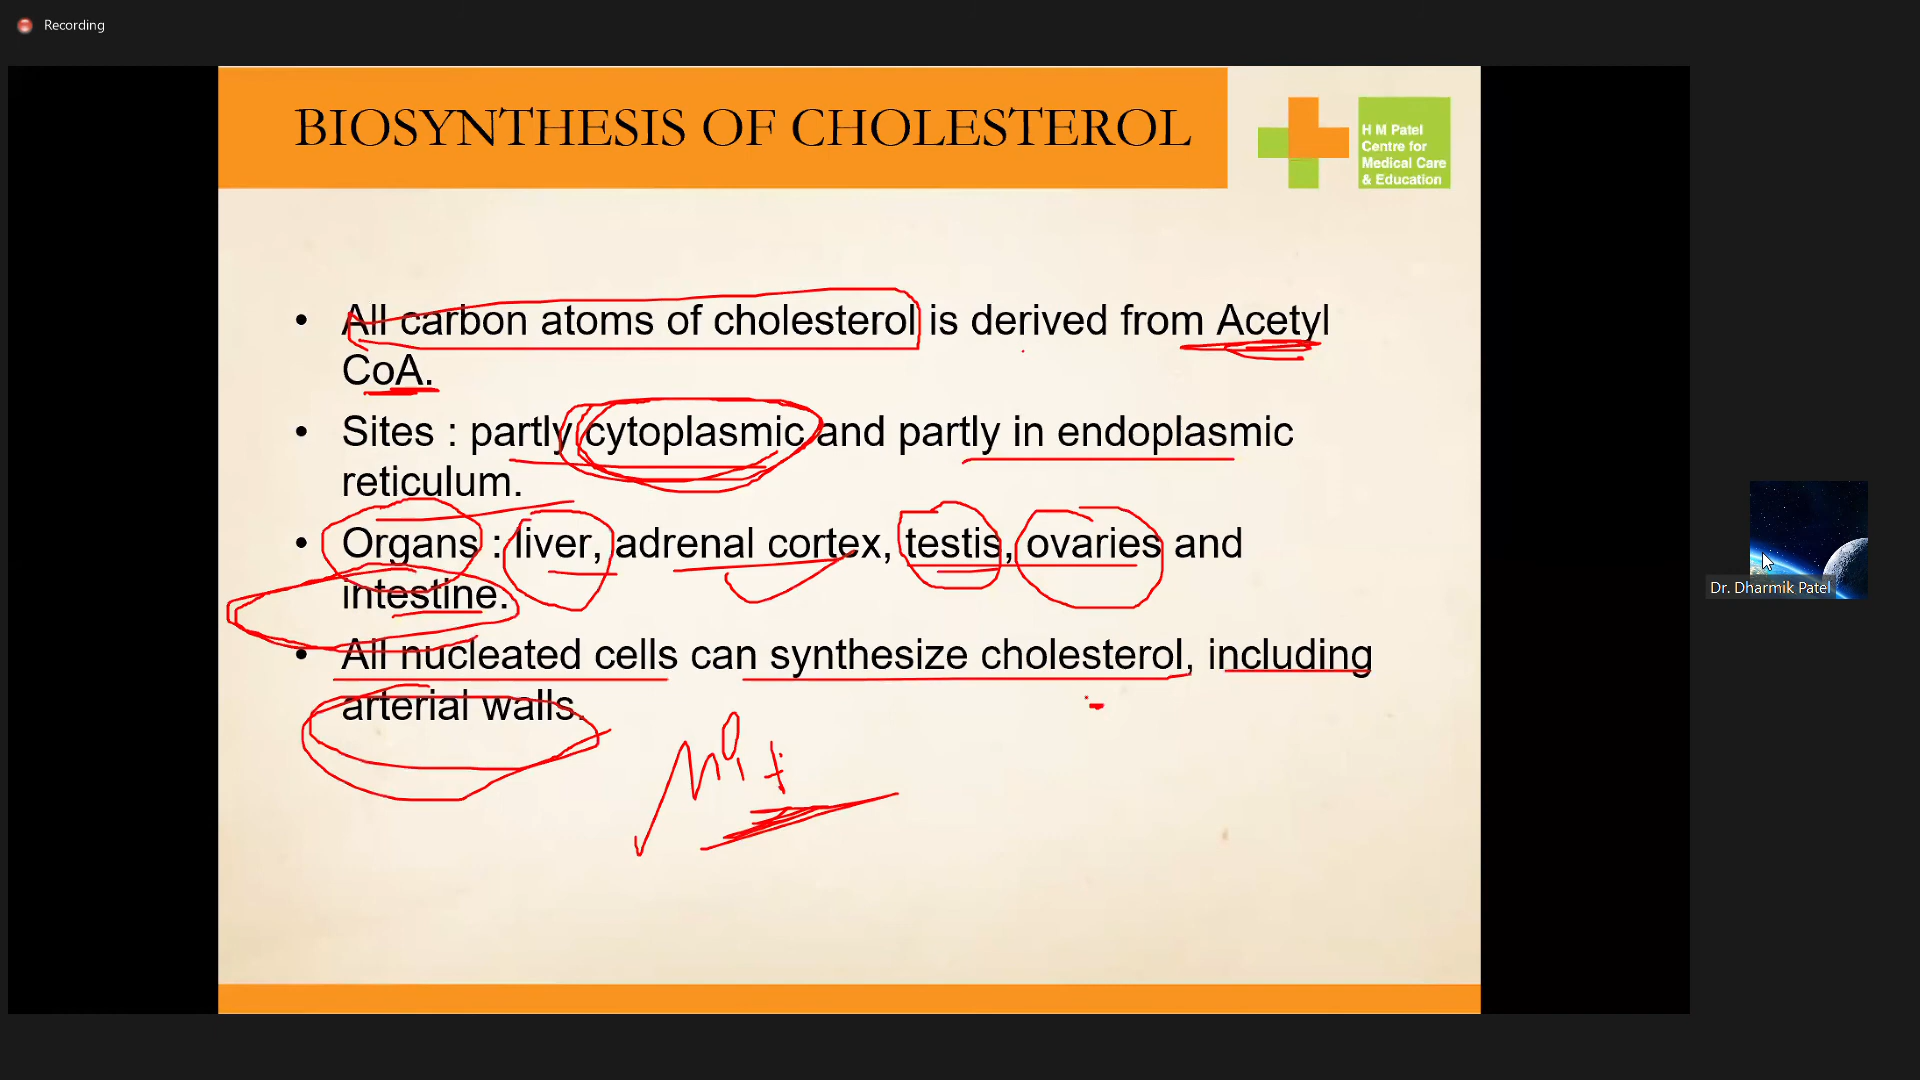 Recording
BIOSYNTHESIS OF CHOLESTEROL
H M Patel
Centre for
Medical Care
& Education
• All carbon atoms of cholesterol is derived from Acetyl
CoA.
• Sites : partly cytoplasmic and partly in endoplasmic
reticulum.
• Organs : liver, adrenal cortex, testis, ovaries and
intestine.
• All nucleated cells can synthesize cholesterol, including
arterial walls.
Dr. Dharmik Patel